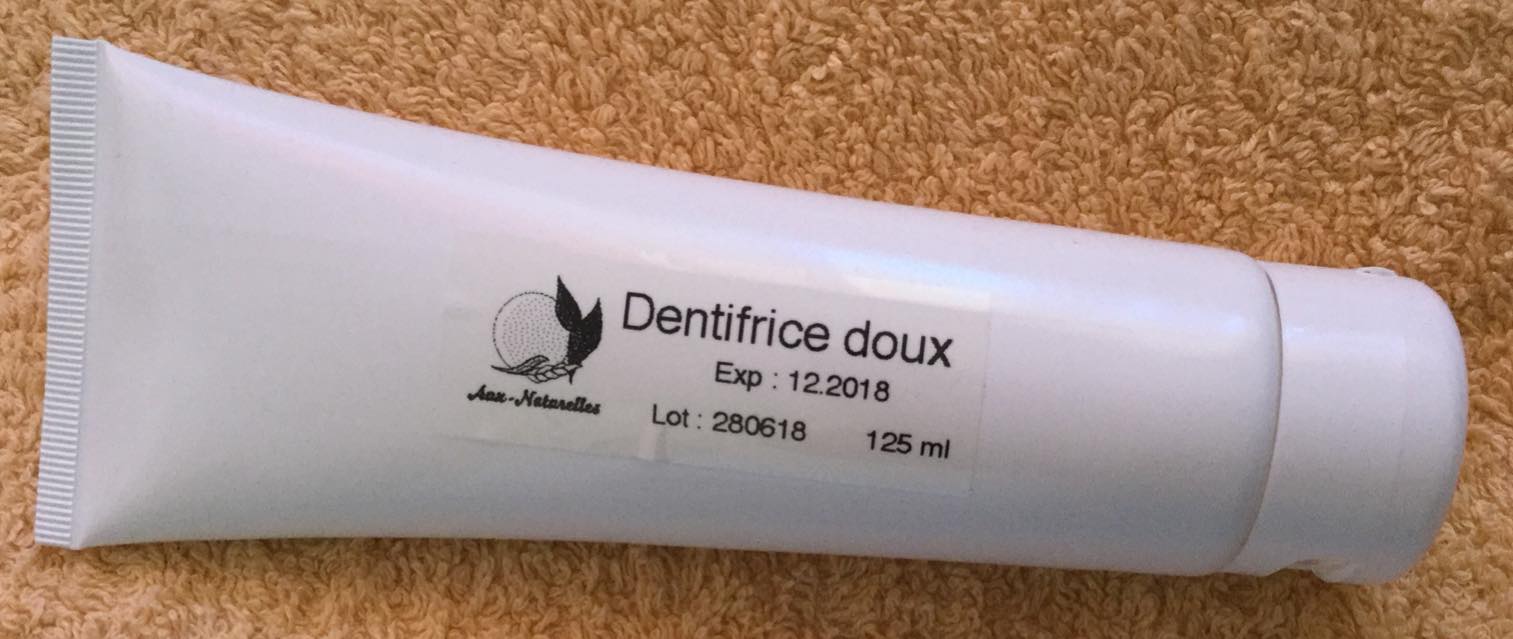 Dentifrice doux
Exp : 12.2018
Aux-Naturelles
Lot : 280618 125 ml